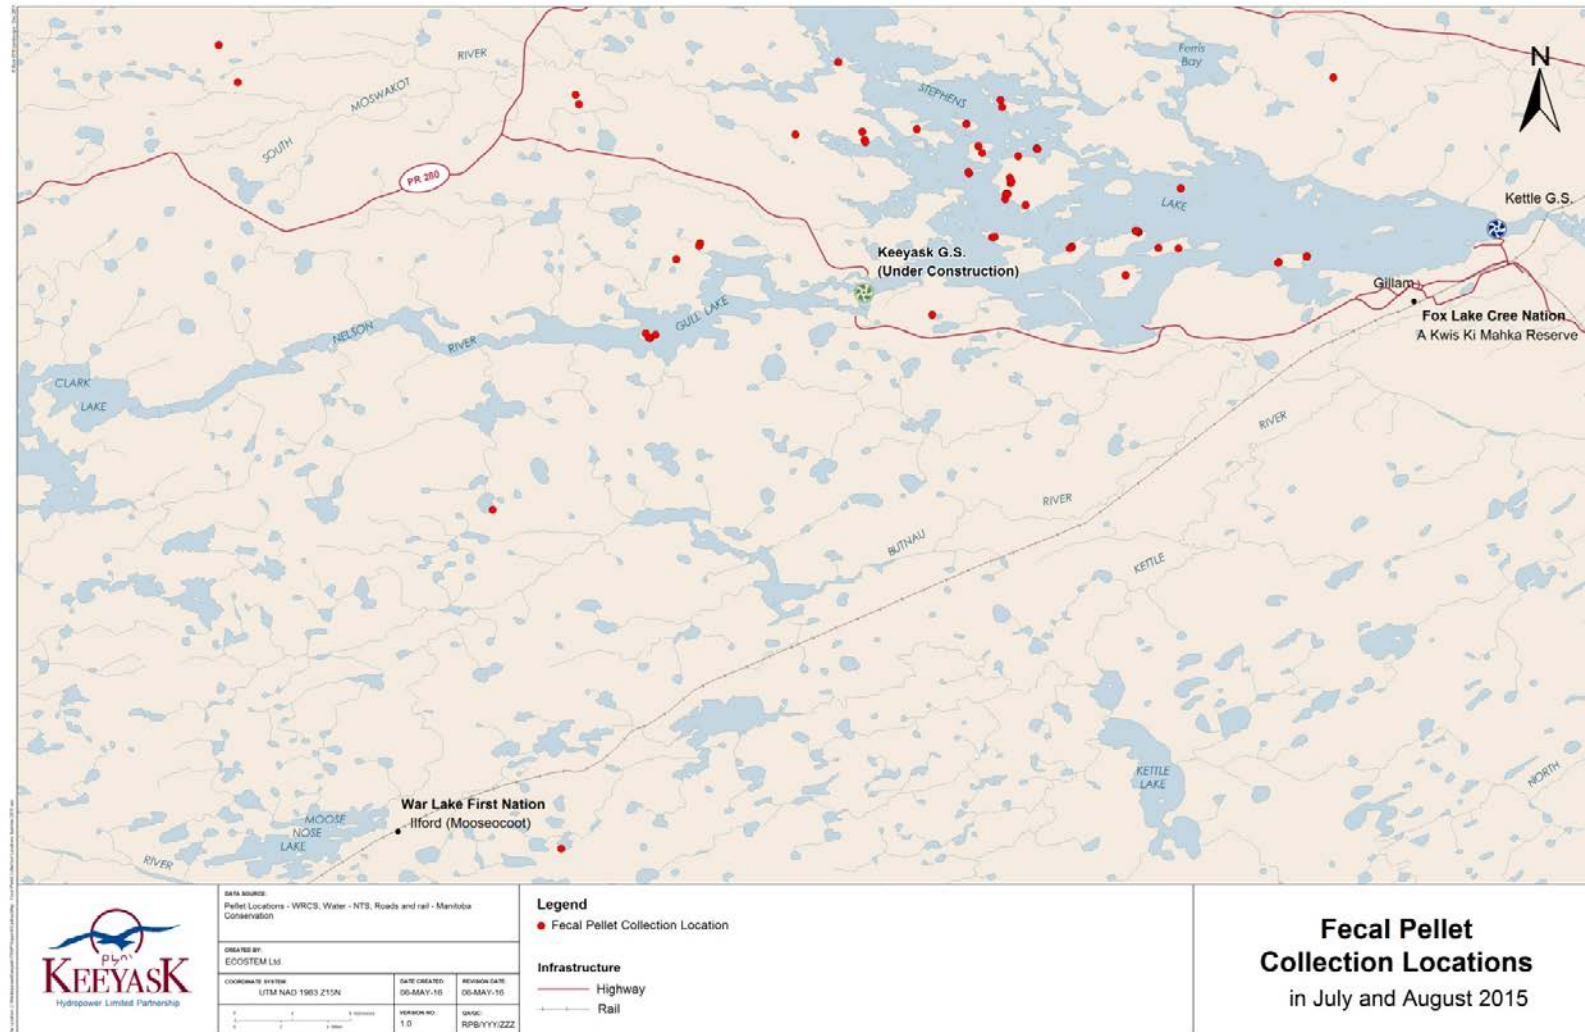 N
Ferris
Bay
RIVER
MOSWAKOT
SOUTH
STEPHENS
PR 280
LAKE
Kettle G.S.
Keeyask G.S.
(Under Construction)
Gillam
Fox Lake Cree Nation
A Kwis Ki Mahka Reserve
GULL LAKE
NELSON
RIVER
CLARK
LAKE
RIVER
RIVER
BUTNAU
KETTLE
KETTLE
LAKE
NORTH
War Lake First Nation
Ilford (Mooseocoot)
MOOSE
NOSE
LAKE
RIVER
KEEYASK
Hydropower Limited Partnership
DATA SOURCE:
Pellet Locations - WRCS, Water - NTS, Roads and rail - Manitoba
Conservation
CREATED BY:
ECOSTEM Ltd.
COORDINATE SYSTEM:
UTM NAD 1983 Z15N
DATE CREATED:
06-MAY-16
REVISION DATE:
06-MAY-16
VERSION NO:
1.0
QA/QC:
RPB/YYY/ZZZ
Legend
Fecal Pellet Collection Location
Infrastructure
Highway
Rail
Fecal Pellet
Collection Locations
in July and August 2015